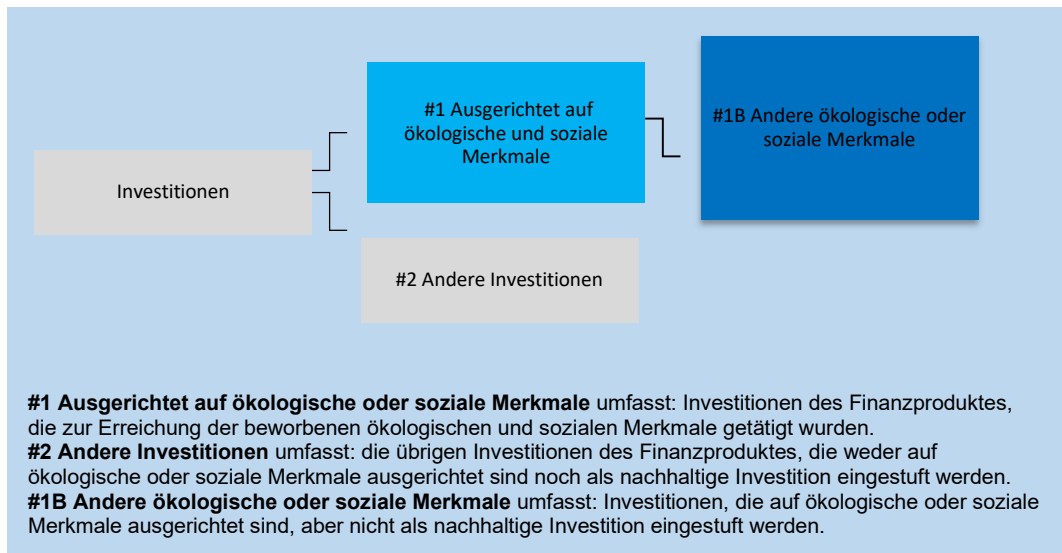 #1 Ausgerichtet auf
ökologische und soziale
Merkmale
#1B Andere ökologische oder
soziale Merkmale
Investitionen
#2 Andere Investitionen
#1 Ausgerichtet auf ökologische oder soziale Merkmale umfasst: Investitionen des Finanzproduktes,
die zur Erreichung der beworbenen ökologischen und sozialen Merkmale getätigt wurden.
#2 Andere Investitionen umfasst: die übrigen Investitionen des Finanzproduktes, die weder auf
ökologische oder soziale Merkmale ausgerichtet sind noch als nachhaltige Investition eingestuft werden.
#1B Andere ökologische oder soziale Merkmale umfasst: Investitionen, die auf ökologische oder soziale
Merkmale ausgerichtet sind, aber nicht als nachhaltige Investition eingestuft werden.